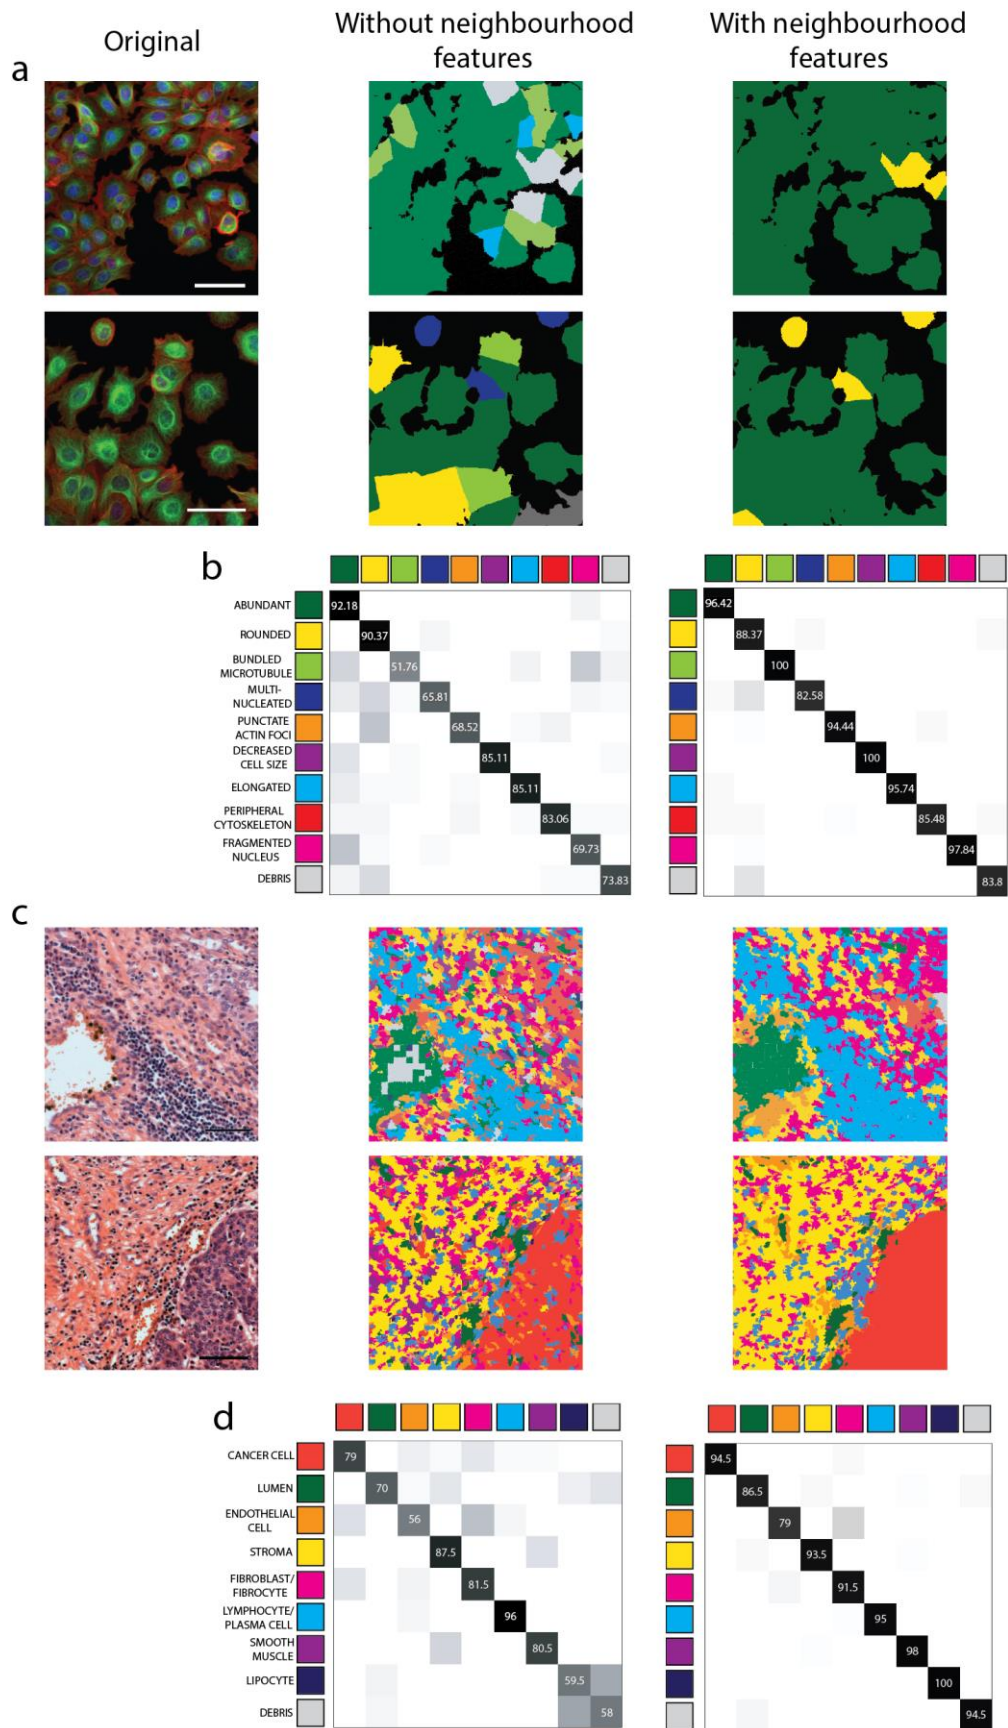 Original
Without neighbourhood
features
With neighbourhood
features
a
b
ABUNDANT
92.18
96.42
ROUNDED
90.37
88.37
BUNDLED
MICROTUBULE
51.76
100
MULTI-
NUCLEATED
65.81
82.58
PUNCTATE
ACTIN FOCI
68.52
94.44
DECREASED
CELL SIZE
85.11
100
ELONGATED
85.11
95.74
PERIPHERAL
CYTOSKELETON
83.06
85.48
FRAGMENTED
NUCLEUS
69.73
97.84
DEBRIS
73.83
83.8
c
d
CANCER CELL
79
94.5
LUMEN
70
86.5
ENDOTHELIAL
CELL
56
79
STROMA
87.5
93.5
FIBROBLAST/
FIBROCYTE
81.5
91.5
LYMPHOCYTE/
PLASMA CELL
96
95
SMOOTH
MUSCLE
80.5
98
LIPOCYTE
59.5
100
DEBRIS
58
94.5